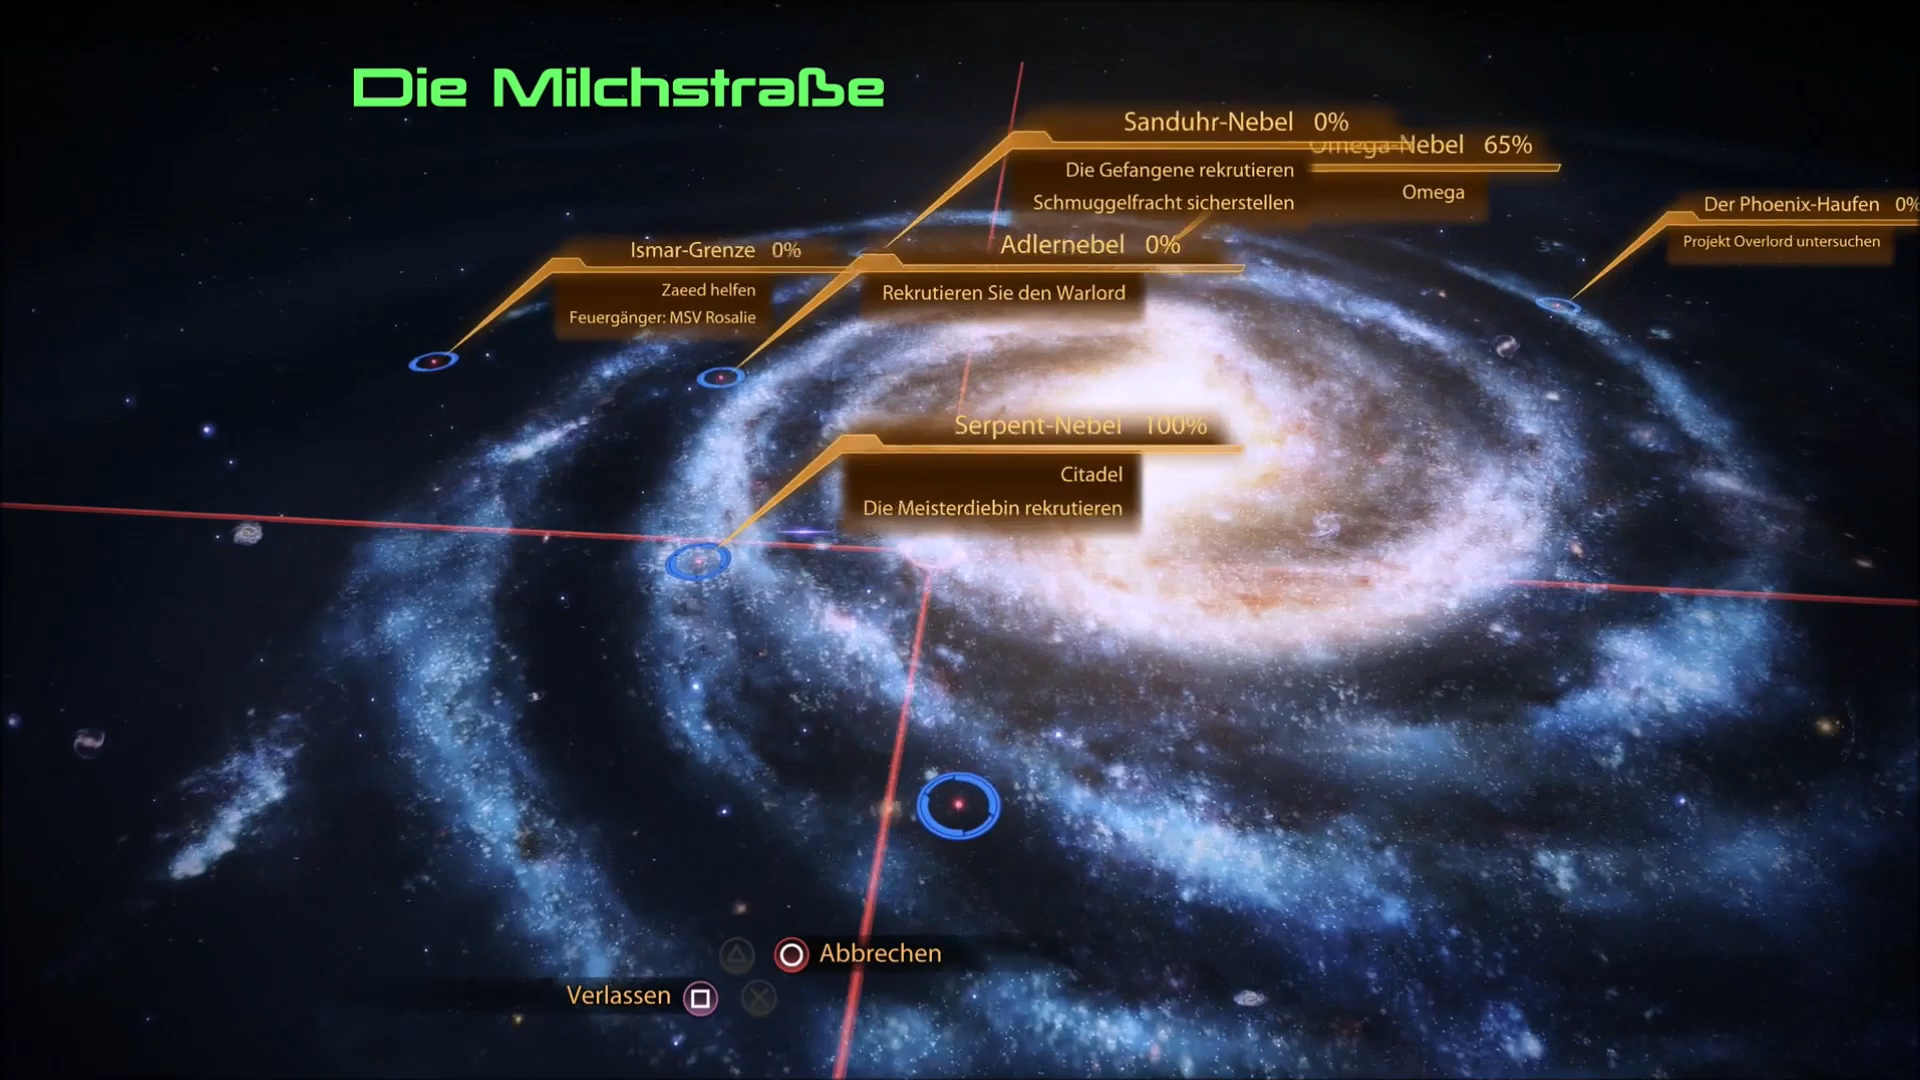 Die Milchstraße
Sanduhr-Nebel 0%
Die Gefangene rekrutieren
Schmuggelfracht sicherstellen
Omega-Nebel 65%
Omega
Der Phoenix-Haufen 0%
Projekt Overlord untersuchen
Ismar-Grenze 0%
Zaeed helfen
Feuergänger: MSV Rosalie
Adlernebel 0%
Rekrutieren Sie den Warlord
Serpent-Nebel 100%
Citadel
Die Meisterdiebin rekrutieren
Abbrechen
Verlassen